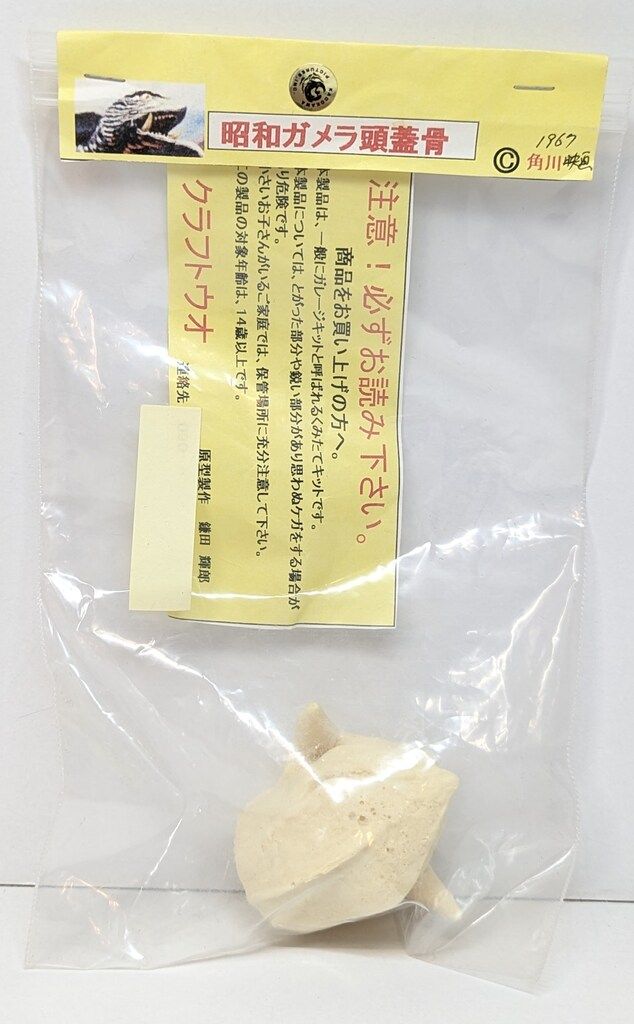 昭和ガメラ頭蓋骨
© 1967
角川映画
注意！必ずお読み下さい。
商品をお買い上げの方へ。
本製品は、一般にガレージキットと呼ばれるくみたてキットです。
本製品については、とがった部分や鋭い部分があり思わぬケガをする場合が
り危険です。
小さいお子さんがいるご家庭では、保管場所に充分注意して下さい。
この製品の対象年齢は、14歳以上です。
クラフトウオ
連絡先
原型製作 鎌田 輝郎